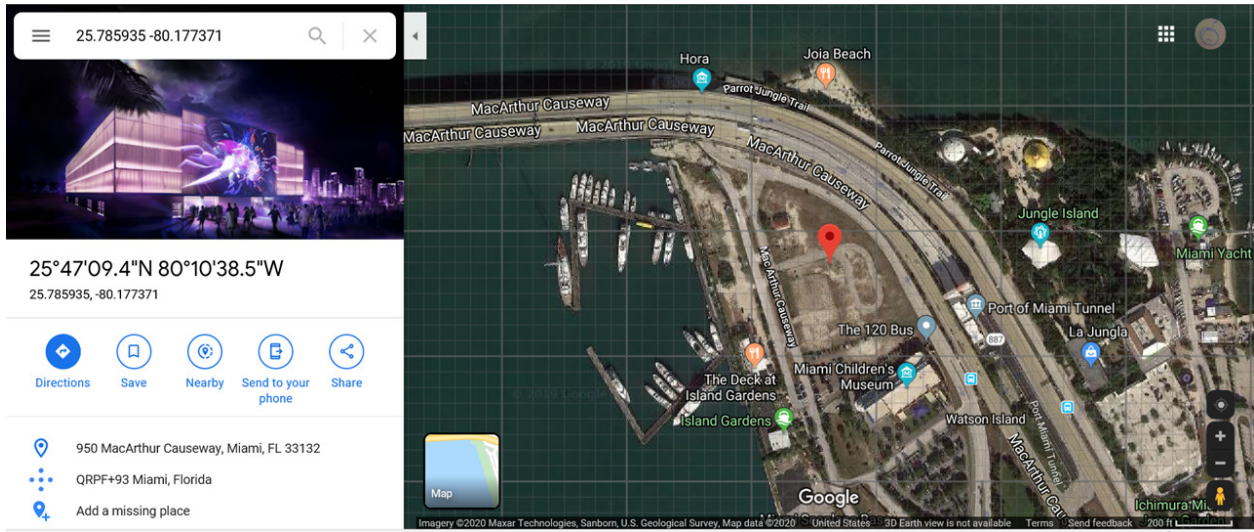 25.785935 -80.177371
25°47'09.4"N 80°10'38.5"W
25.785935, -80.177371
Directions
Save
Nearby
Send to your
phone
Share
950 MacArthur Causeway, Miami, FL 33132
QRPF+93 Miami, Florida
Add a missing place
Hora
Joia Beach
MacArthur Causeway
Parrot Jungle Trail
MacArthur Causeway
MacArthur Causeway
MacArthur Causeway
Parrot Jungle Trail
Jungle Island
Miami Yacht
Mac Arthur Causeway
Port of Miami Tunnel
The 120 Bus
887
La Jungla
The Deck at
Island Gardens
Miami Children's
Museum
Island Gardens
Watson Island
Port Miami Tunnel
MacArthur Cau
Map
Google
Ichimura Mi
Imagery ©2020 Maxar Technologies, Sanborn, U.S. Geological Survey, Map data ©2020
United States
3D Earth view is not available
Terms
Send feedback
200 ft